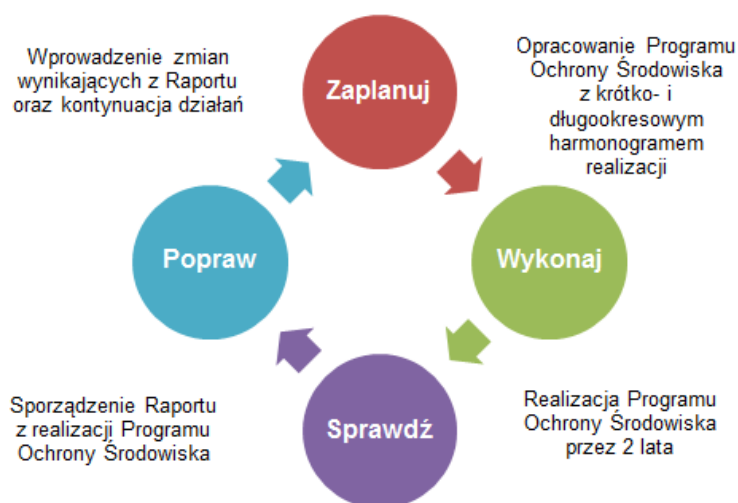 Zaplanuj
Opracowanie Programu
Ochrony Środowiska
z krótko- i
długookresowym
harmonogramem
realizacji
Wykonaj
Realizacja Programu
Ochrony Środowiska
przez 2 lata
Sprawdź
Sporządzenie Raportu
z realizacji Programu
Ochrony Środowiska
Popraw
Wprowadzenie zmian
wynikających z Raportu
oraz kontynuacja działań